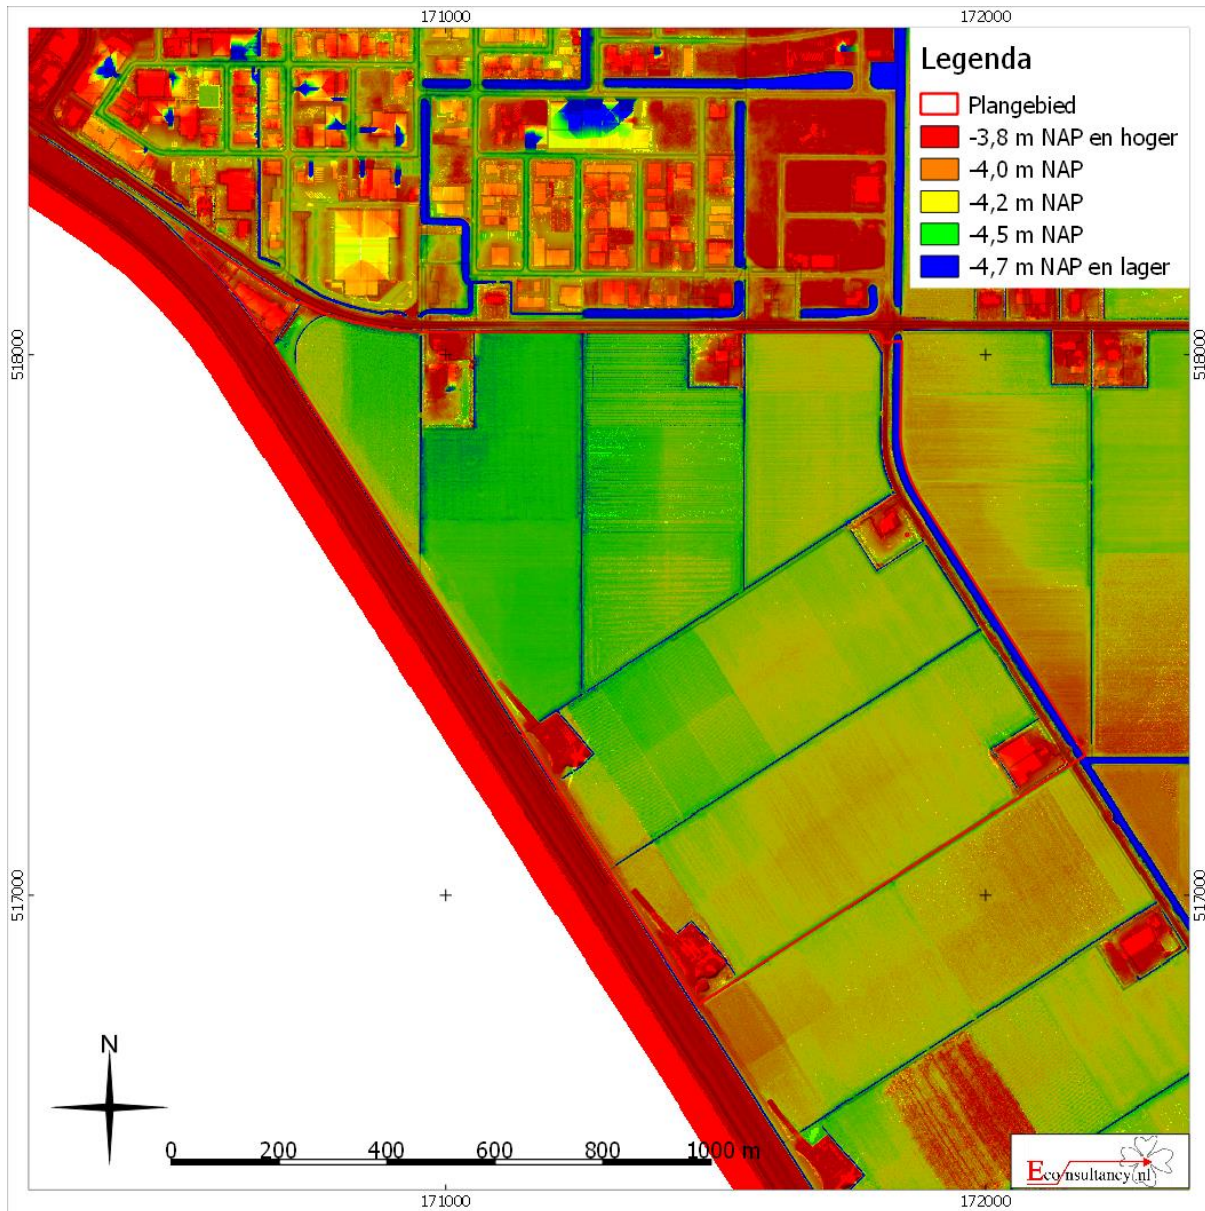 171000
172000
Legenda
Plangebied
-3,8 m NAP en hoger
-4,0 m NAP
-4,2 m NAP
-4,5 m NAP
-4,7 m NAP en lager
518000
518000
517000
517000
N
0 200 400 600 800 1000 m
Econsultancy.nl
171000
172000